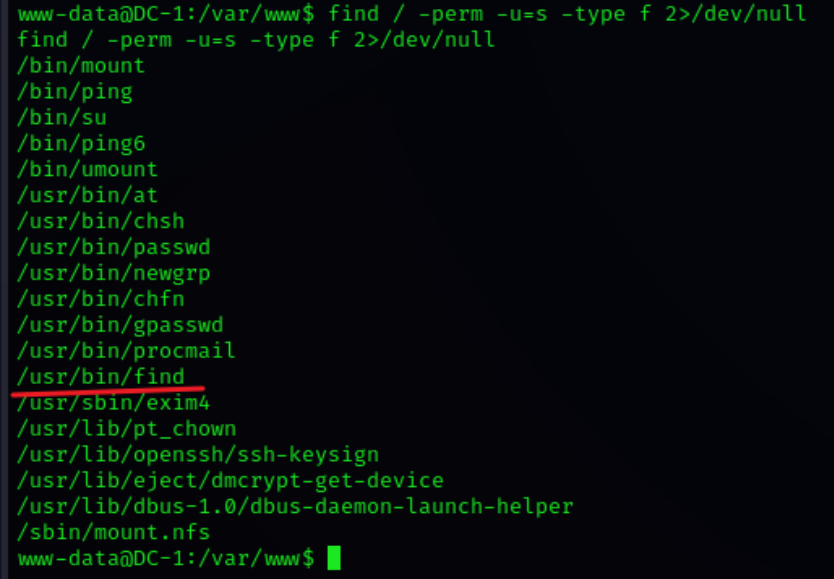 www-data@DC-1:/var/www$ find / -perm -u=s -type f 2>/dev/null
find / -perm -u=s -type f 2>/dev/null
/bin/mount
/bin/ping
/bin/su
/bin/ping6
/bin/umount
/usr/bin/at
/usr/bin/chsh
/usr/bin/passwd
/usr/bin/newgrp
/usr/bin/chfn
/usr/bin/gpasswd
/usr/bin/procmail
/usr/bin/find
/usr/sbin/exim4
/usr/lib/pt_chown
/usr/lib/openssh/ssh-keysign
/usr/lib/eject/dmcrypt-get-device
/usr/lib/dbus-1.0/dbus-daemon-launch-helper
/sbin/mount.nfs
www-data@DC-1:/var/www$